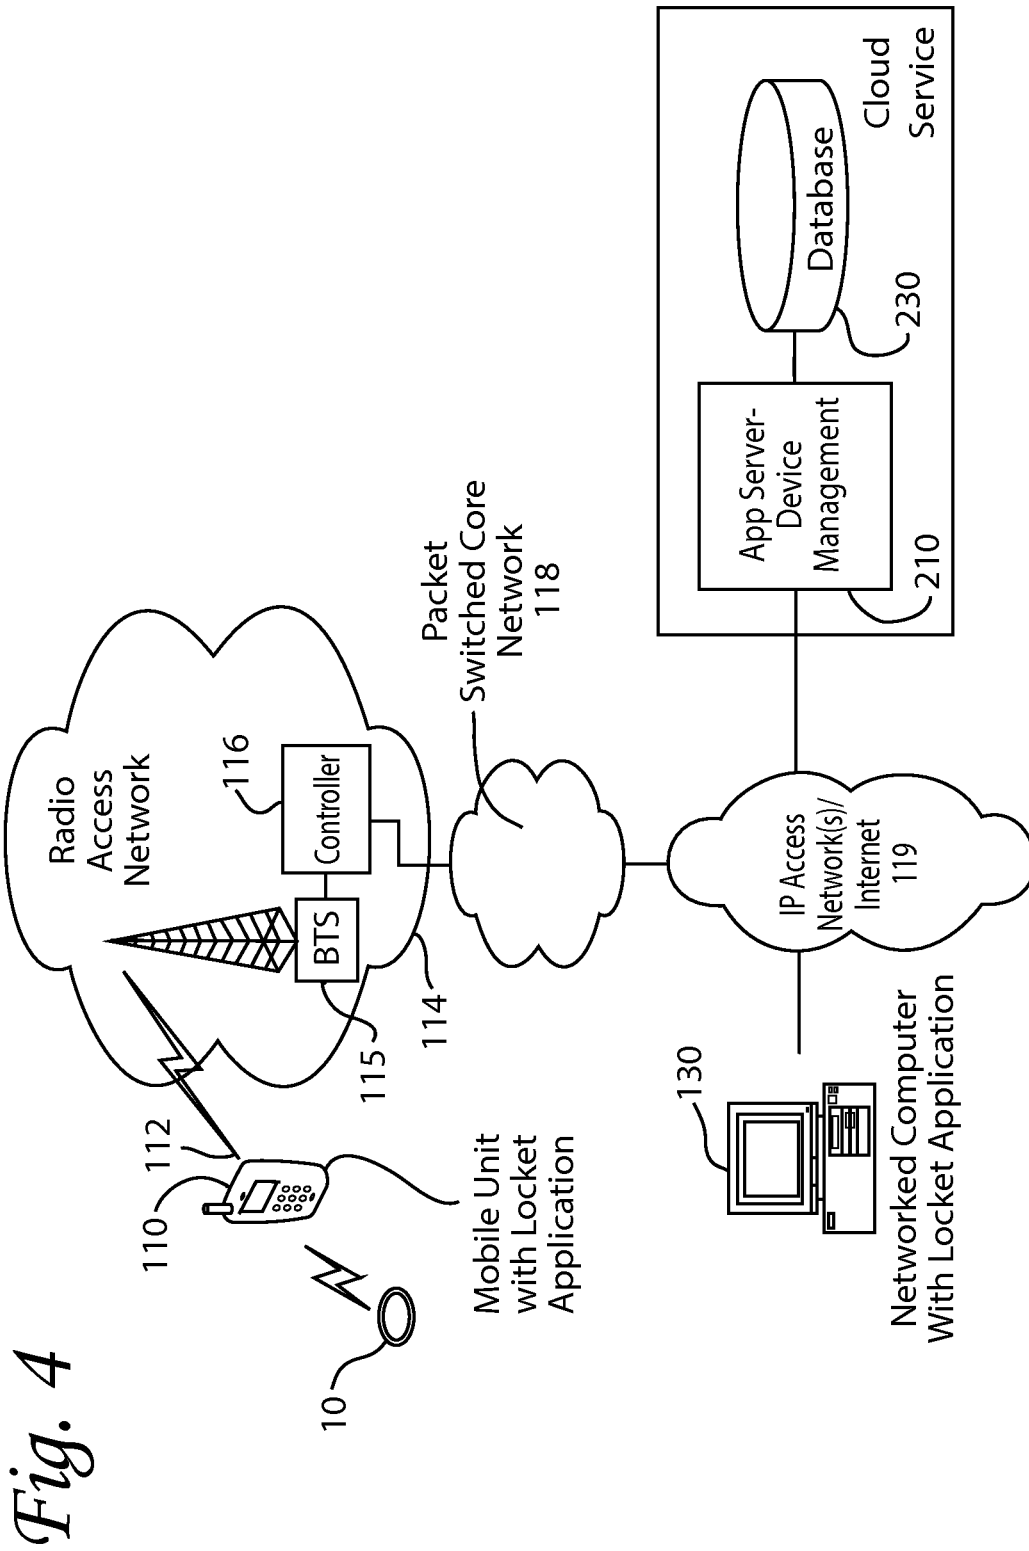 Fig. 4
10
110
112
Mobile Unit
with Locket
Application
Radio
Access
Network
BTS
115
Controller
116
114
Packet
Switched Core
Network
118
IP Access
Network(s)/
Internet
119
130
Networked Computer
With Locket Application
App Server-
Device
Management
210
Database
230
Cloud
Service